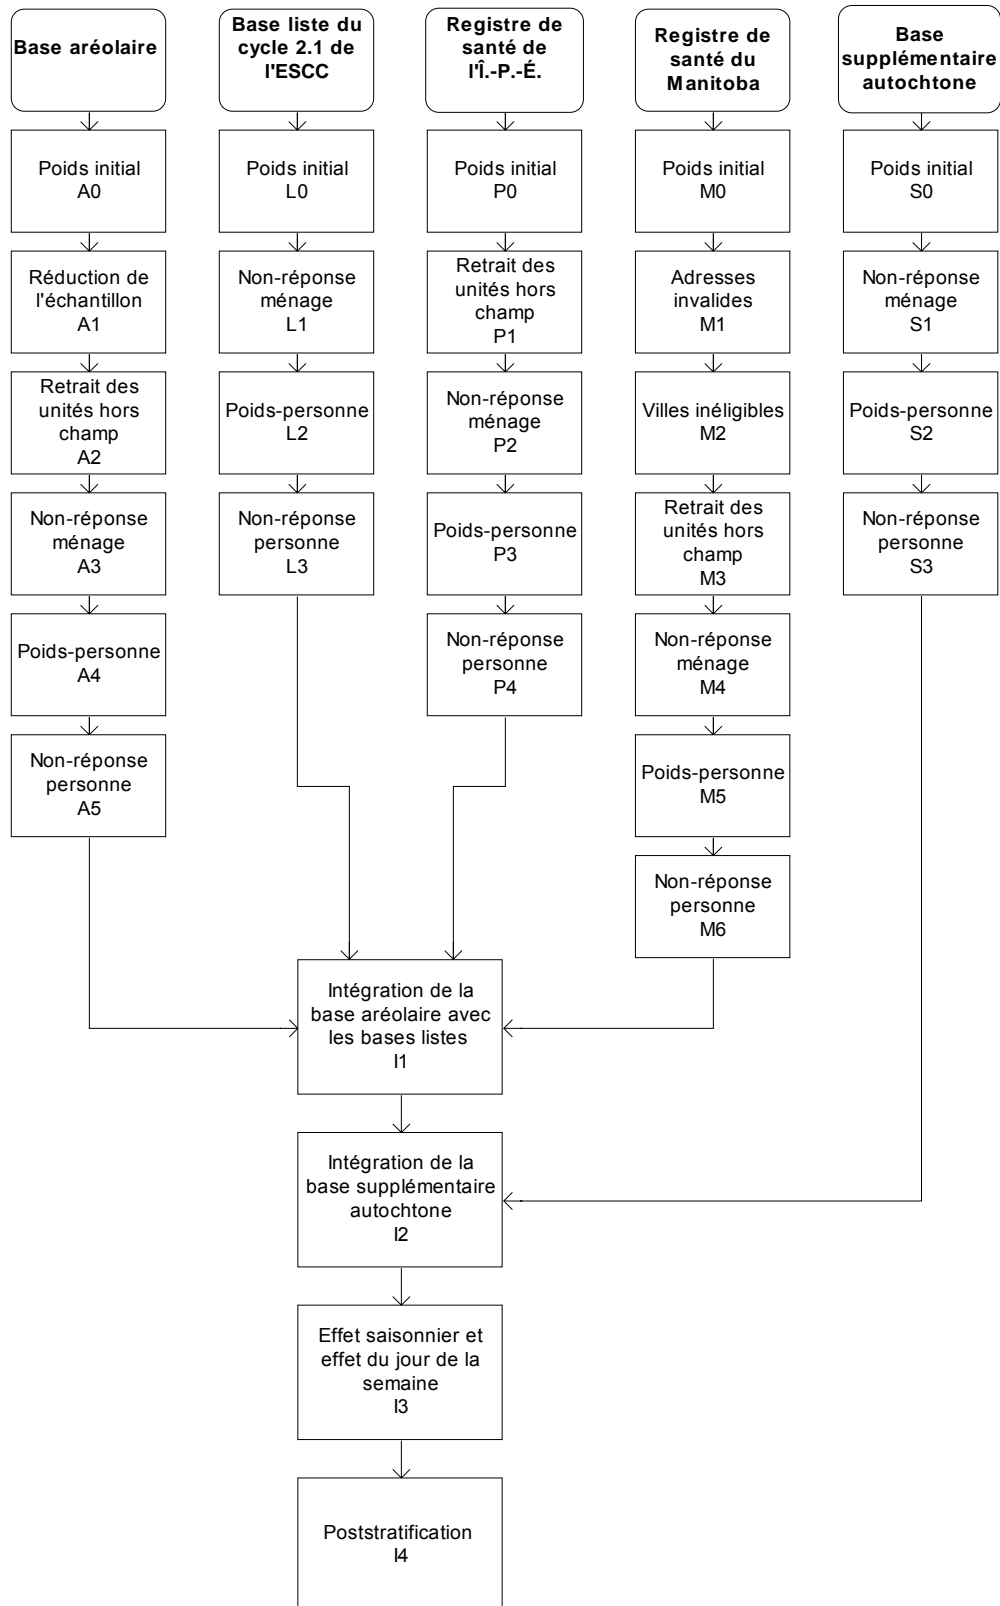 Base aréolaire
Base liste du
cycle 2.1 de
l'ESCC
Registre de
santé de
l'Î.-P.-É.
Registre de
santé du
Manitoba
Base
supplémentaire
autochtone
Poids initial
A0
Poids initial
L0
Poids initial
P0
Poids initial
M0
Poids initial
S0
Réduction de
l'échantillon
A1
Non-réponse
ménage
L1
Retrait des
unités hors
champ
P1
Adresses
invalides
M1
Non-réponse
ménage
S1
Retrait des
unités hors
champ
A2
Poids-personne
L2
Non-réponse
ménage
P2
Villes inéligibles
M2
Poids-personne
S2
Non-réponse
ménage
A3
Non-réponse
personne
L3
Poids-personne
P3
Retrait des
unités hors
champ
M3
Non-réponse
personne
S3
Poids-personne
A4
Non-réponse
personne
P4
Non-réponse
ménage
M4
Non-réponse
personne
A5
Poids-personne
M5
Non-réponse
personne
M6
Intégration de la
base aréolaire avec
les bases listes
I1
Intégration de la
base supplémentaire
autochtone
I2
Effet saisonnier et
effet du jour de la
semaine
I3
Poststratification
I4